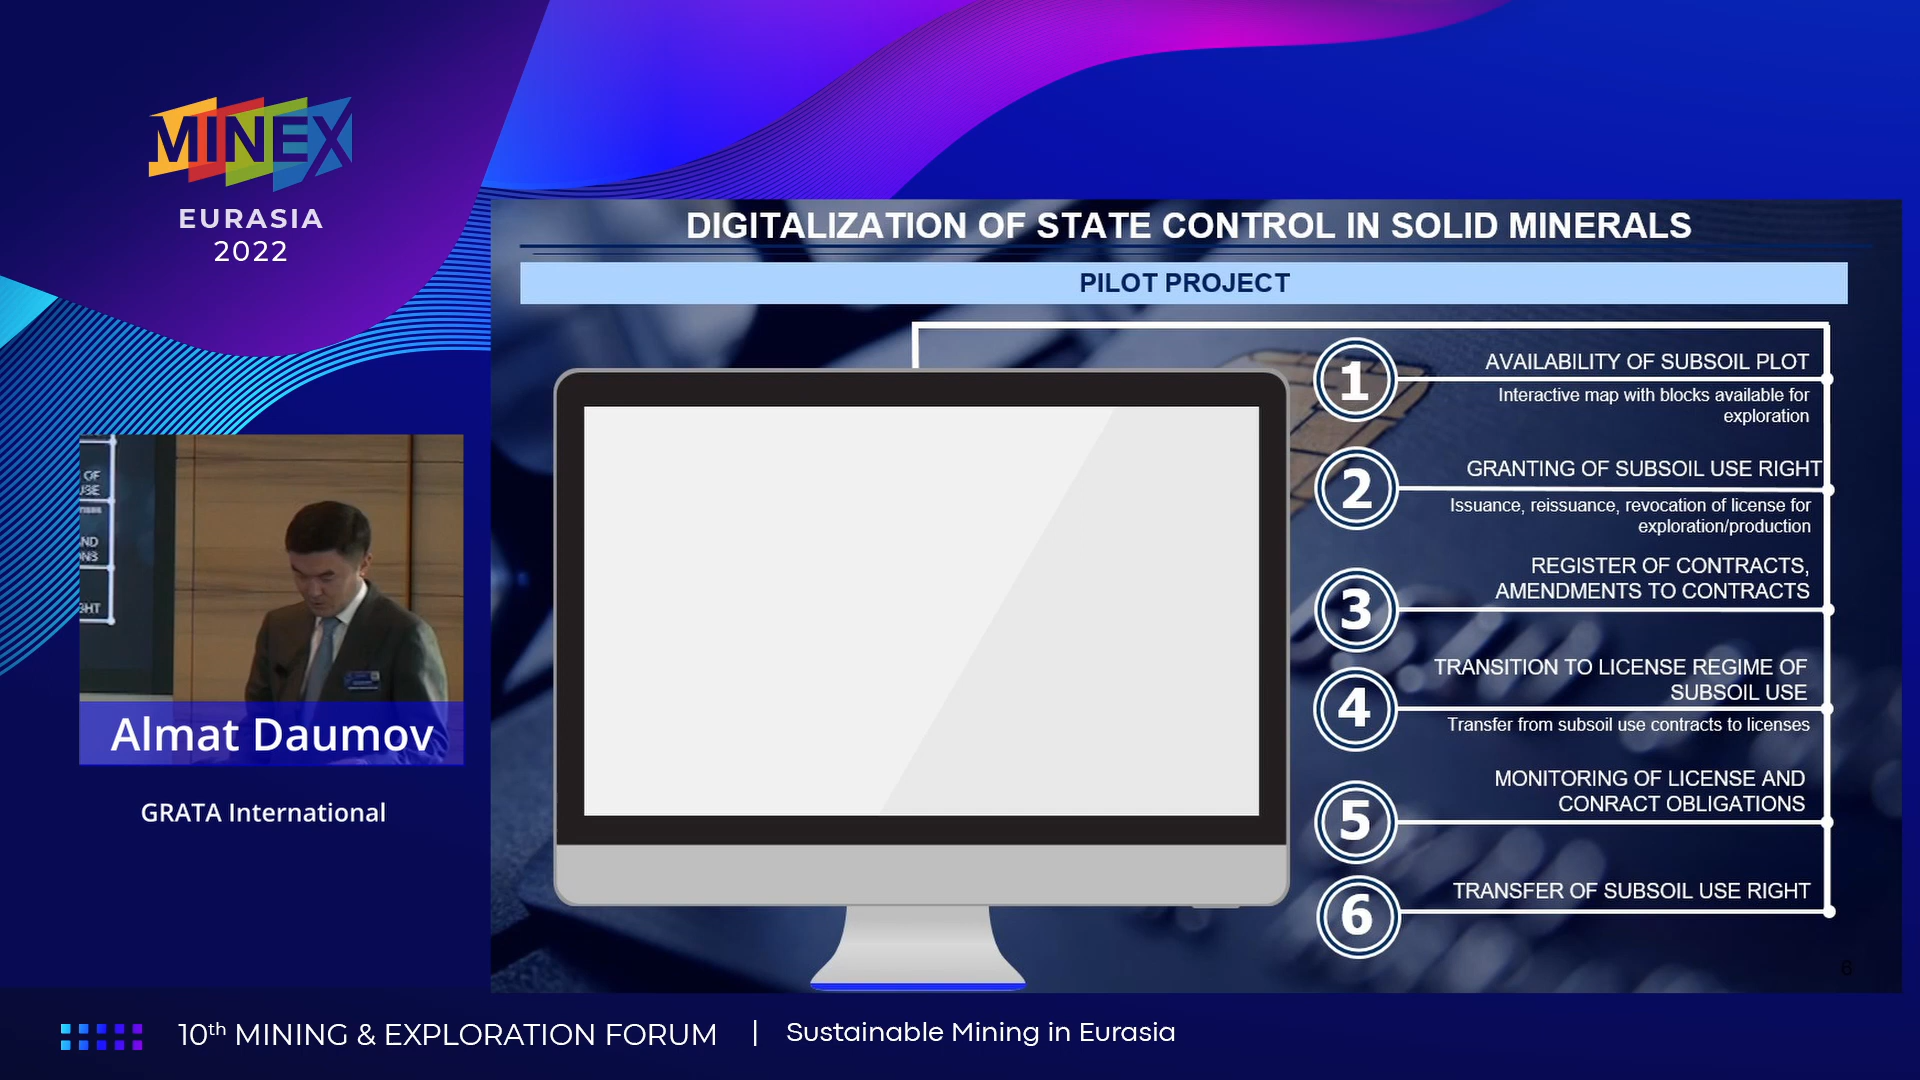 MINEX
EURASIA
2022
DIGITALIZATION OF STATE CONTROL IN SOLID MINERALS
PILOT PROJECT
1
AVAILABILITY OF SUBSOIL PLOT
Interactive map with blocks available for
exploration
2
GRANTING OF SUBSOIL USE RIGHT
Issuance, reissuance, revocation of license for
exploration/production
3
REGISTER OF CONTRACTS,
AMENDMENTS TO CONTRACTS
4
TRANSITION TO LICENSE REGIME OF
SUBSOIL USE
Transfer from subsoil use contracts to licenses
5
MONITORING OF LICENSE AND
CONRACT OBLIGATIONS
6
TRANSFER OF SUBSOIL USE RIGHT
6
OF
ND
Almat Daumov
GRATA International
10th MINING & EXPLORATION FORUM | Sustainable Mining in Eurasia